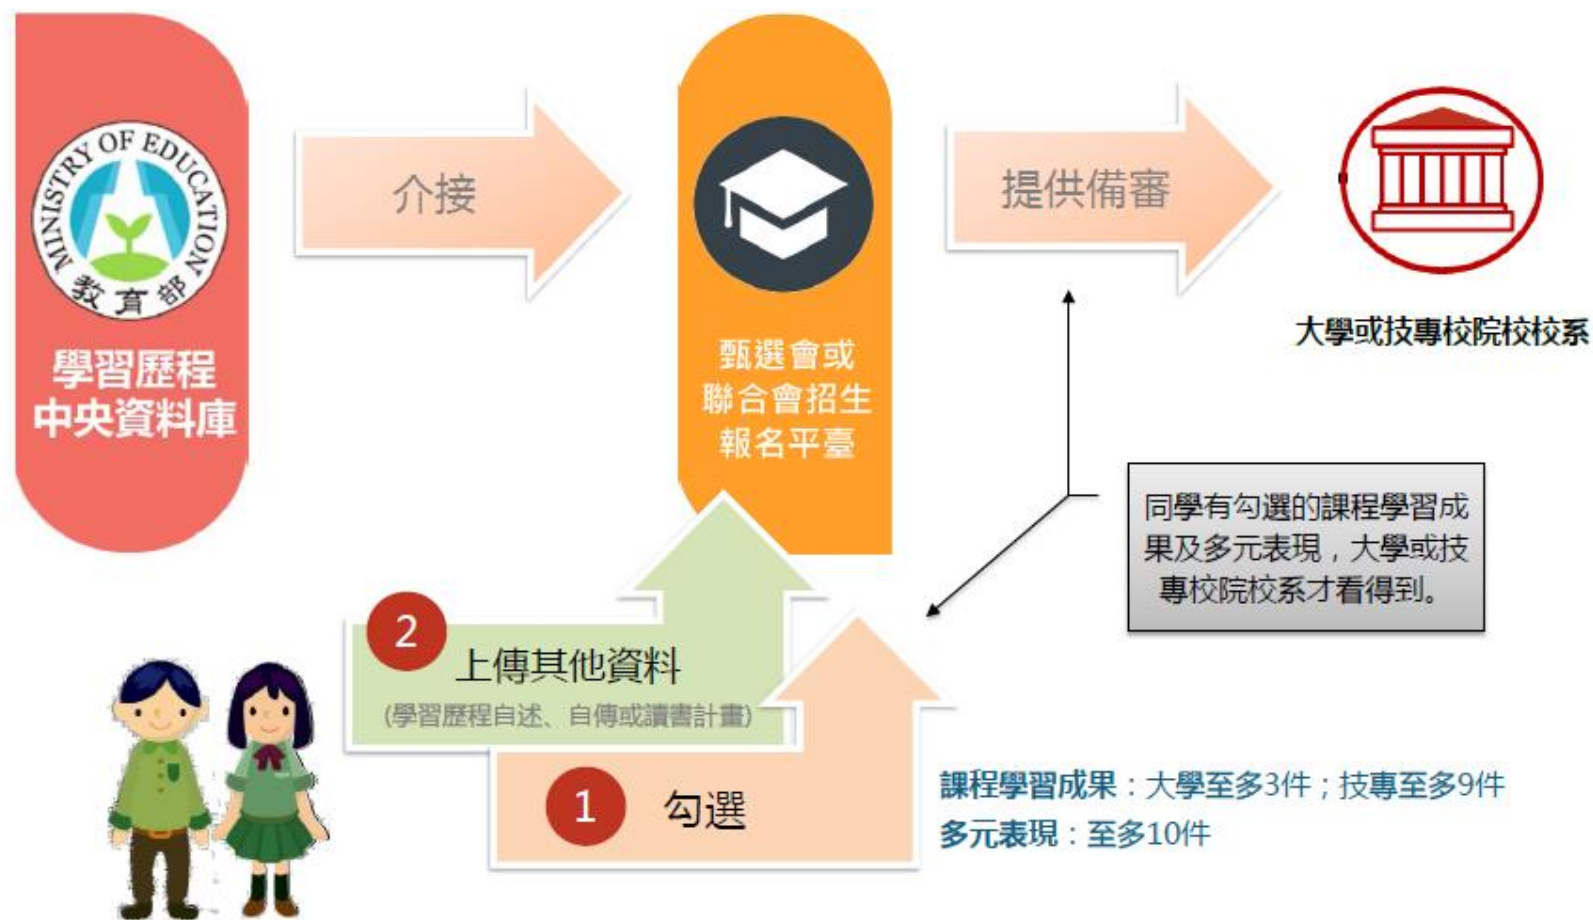 MINISTRY OF EDUCATION
教育部
學習歷程
中央資料庫
介接
甄選會或
聯合會招生
報名平臺
提供備審
大學或技專校院校校系
同學有勾選的課程學習成
果及多元表現，大學或技
專校院校系才看得到。
2
上傳其他資料
(學習歷程自述、自傳或讀書計畫)
1
勾選
課程學習成果：大學至多3件；技專至多9件
多元表現：至多10件